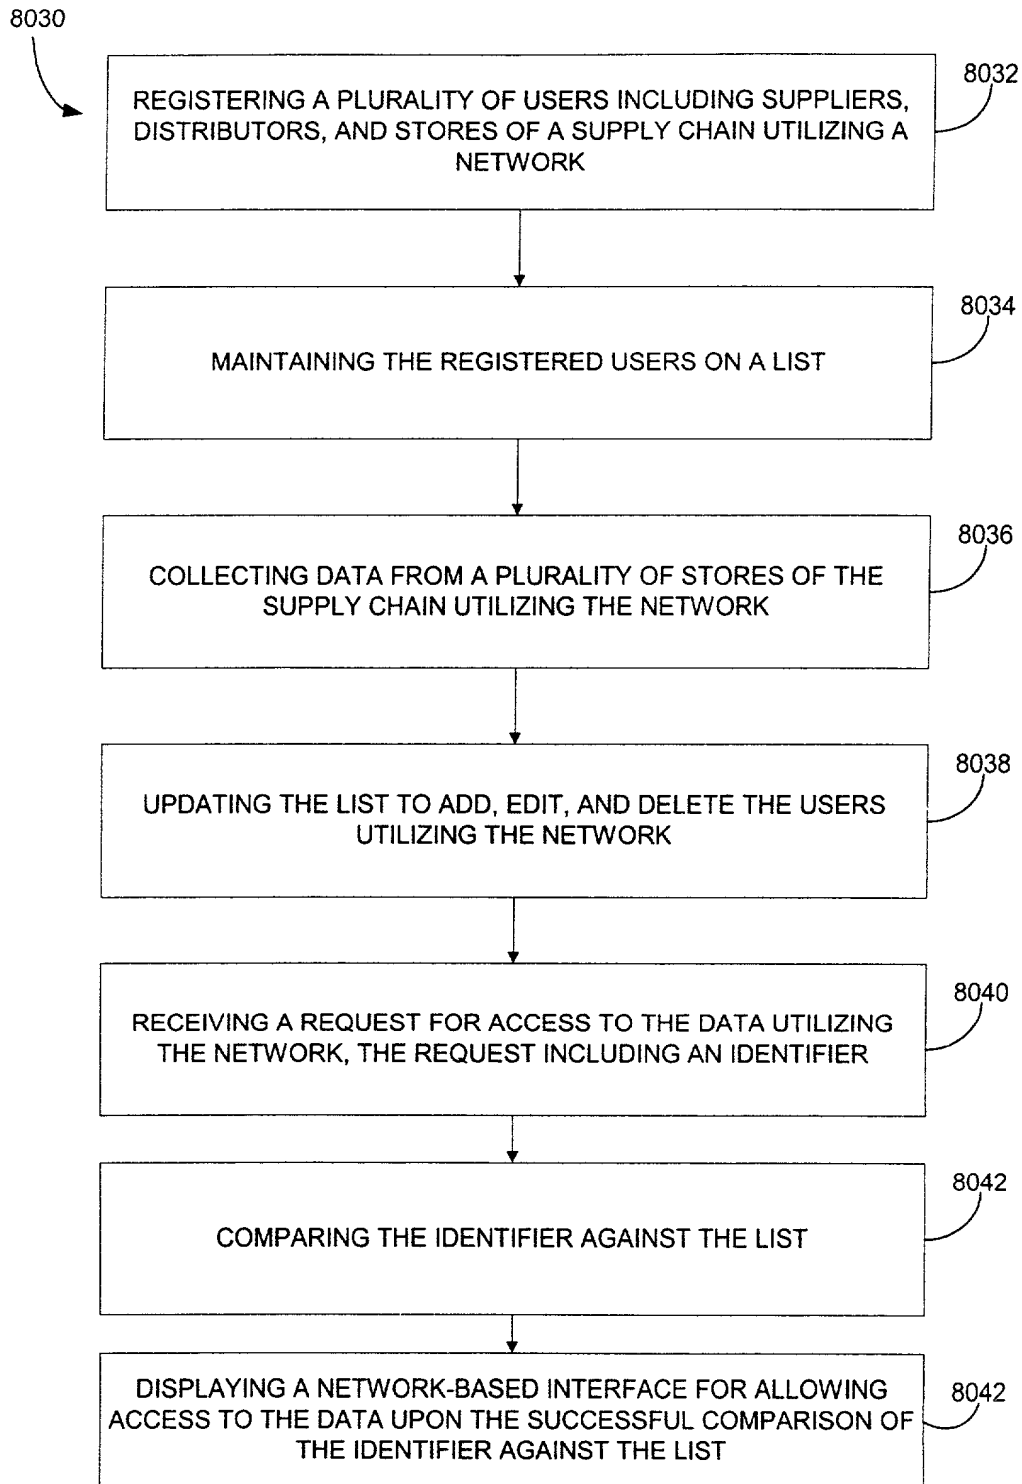 8030
8032
REGISTERING A PLURALITY OF USERS INCLUDING SUPPLIERS,
DISTRIBUTORS, AND STORES OF A SUPPLY CHAIN UTILIZING A
NETWORK
8034
MAINTAINING THE REGISTERED USERS ON A LIST
8036
COLLECTING DATA FROM A PLURALITY OF STORES OF THE
SUPPLY CHAIN UTILIZING THE NETWORK
8038
UPDATING THE LIST TO ADD, EDIT, AND DELETE THE USERS
UTILIZING THE NETWORK
8040
RECEIVING A REQUEST FOR ACCESS TO THE DATA UTILIZING
THE NETWORK, THE REQUEST INCLUDING AN IDENTIFIER
8042
COMPARING THE IDENTIFIER AGAINST THE LIST
8042
DISPLAYING A NETWORK-BASED INTERFACE FOR ALLOWING
ACCESS TO THE DATA UPON THE SUCCESSFUL COMPARISON OF
THE IDENTIFIER AGAINST THE LIST